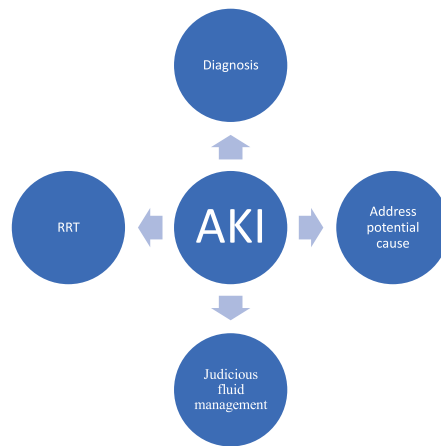 Diagnosis
RRT
AKI
Address
potential
cause
Judicious
fluid
management